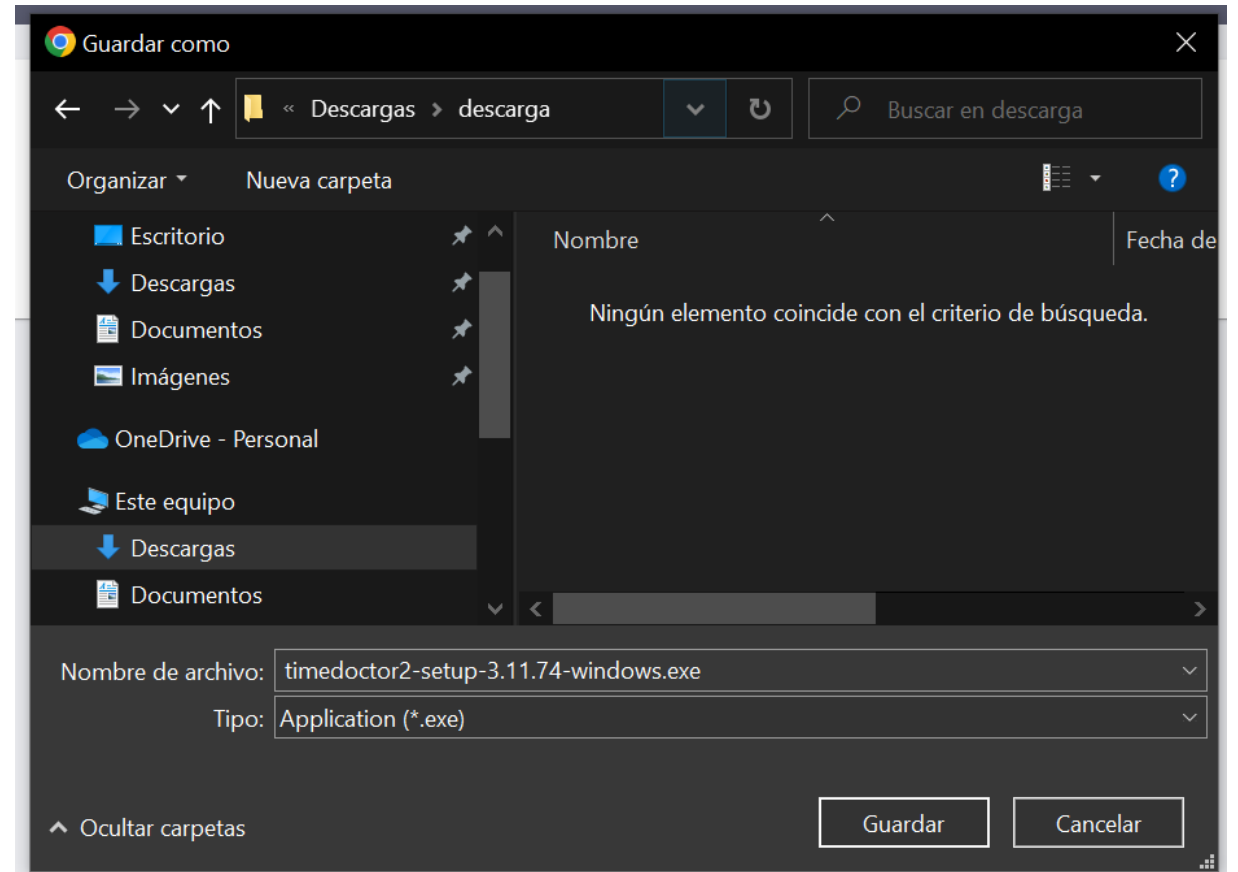 Guardar como
« Descargas > descarga
Buscar en descarga
Organizar
Nueva carpeta
?
Escritorio
Descargas
Documentos
Imágenes
OneDrive - Personal
Este equipo
Descargas
Documentos
Nombre
Fecha de
Ningún elemento coincide con el criterio de búsqueda.
Nombre de archivo: timedoctor2-setup-3.11.74-windows.exe
Tipo: Application (*.exe)
Ocultar carpetas
Guardar
Cancelar